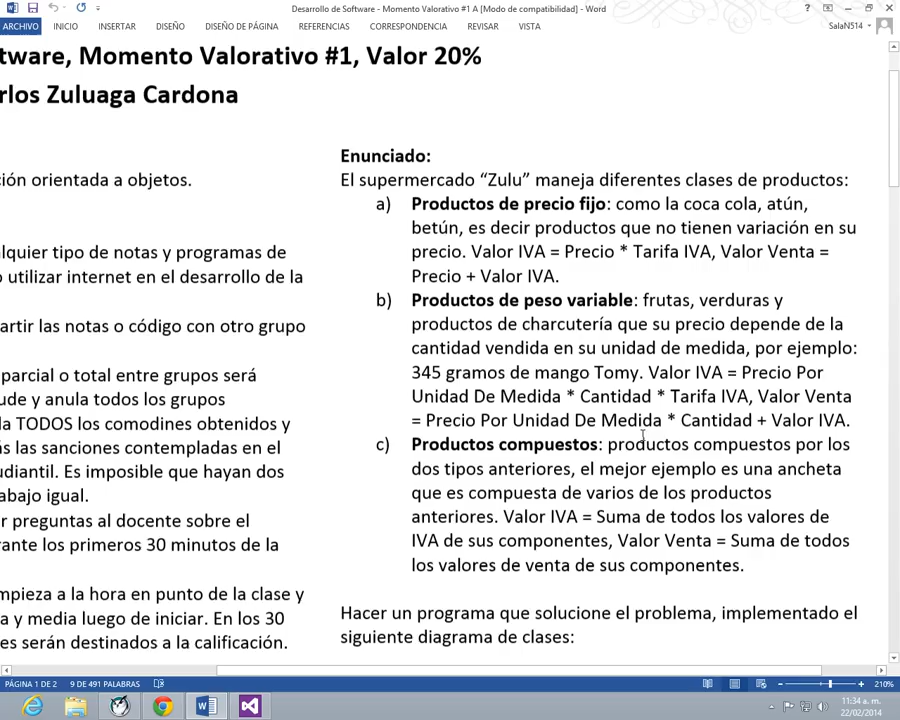 Desarrollo de Software - Momento Valorativo #1 A [Modo de compatibilidad] - Word
ARCHIVO INICIO INSERTAR DISEÑO DISEÑO DE PÁGINA REFERENCIAS CORRESPONDENCIA REVISAR VISTA SalaN514
tware, Momento Valorativo #1, Valor 20%
rlos Zuluaga Cardona
ción orientada a objetos.
alquier tipo de notas y programas de
o utilizar internet en el desarrollo de la
artir las notas o código con otro grupo
parcial o total entre grupos será
ude y anula todos los grupos
la TODOS los comodines obtenidos y
ás las sanciones contempladas en el
udiantil. Es imposible que hayan dos
abajo igual.
r preguntas al docente sobre el
rante los primeros 30 minutos de la
mpieza a la hora en punto de la clase y
a y media luego de iniciar. En los 30
es serán destinados a la calificación.
Enunciado:
El supermercado “Zulu” maneja diferentes clases de productos:
a) Productos de precio fijo: como la coca cola, atún,
betún, es decir productos que no tienen variación en su
precio. Valor IVA = Precio * Tarifa IVA, Valor Venta =
Precio + Valor IVA.
b) Productos de peso variable: frutas, verduras y
productos de charcutería que su precio depende de la
cantidad vendida en su unidad de medida, por ejemplo:
345 gramos de mango Tomy. Valor IVA = Precio Por
Unidad De Medida * Cantidad * Tarifa IVA, Valor Venta
= Precio Por Unidad De Medida * Cantidad + Valor IVA.
c) Productos compuestos: productos compuestos por los
dos tipos anteriores, el mejor ejemplo es una ancheta
que es compuesta de varios de los productos
anteriores. Valor IVA = Suma de todos los valores de
IVA de sus componentes, Valor Venta = Suma de todos
los valores de venta de sus componentes.
Hacer un programa que solucione el problema, implementado el
siguiente diagrama de clases:
PÁGINA 1 DE 2 9 DE 491 PALABRAS 210%
11:34 a. m.
22/02/2014